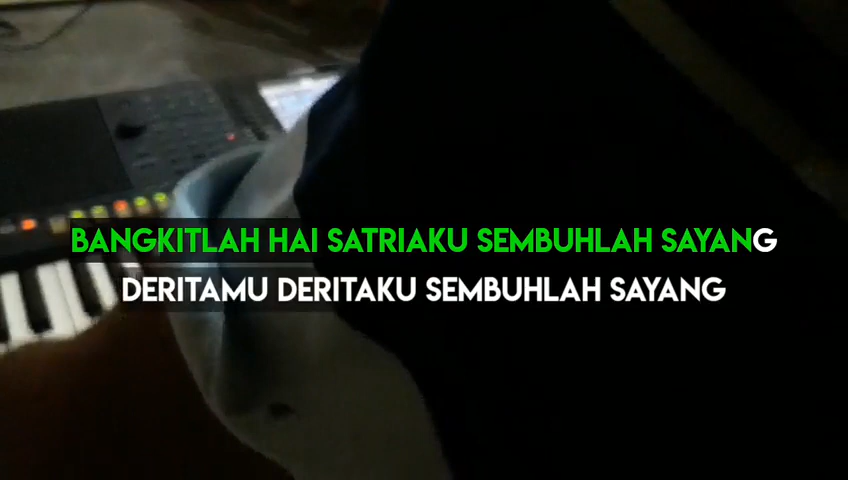 BANGKITLAH HAI SATRIAKU SEMBUHLAH SAYANG
DERITAMU DERITAKU SEMBUHLAH SAYANG